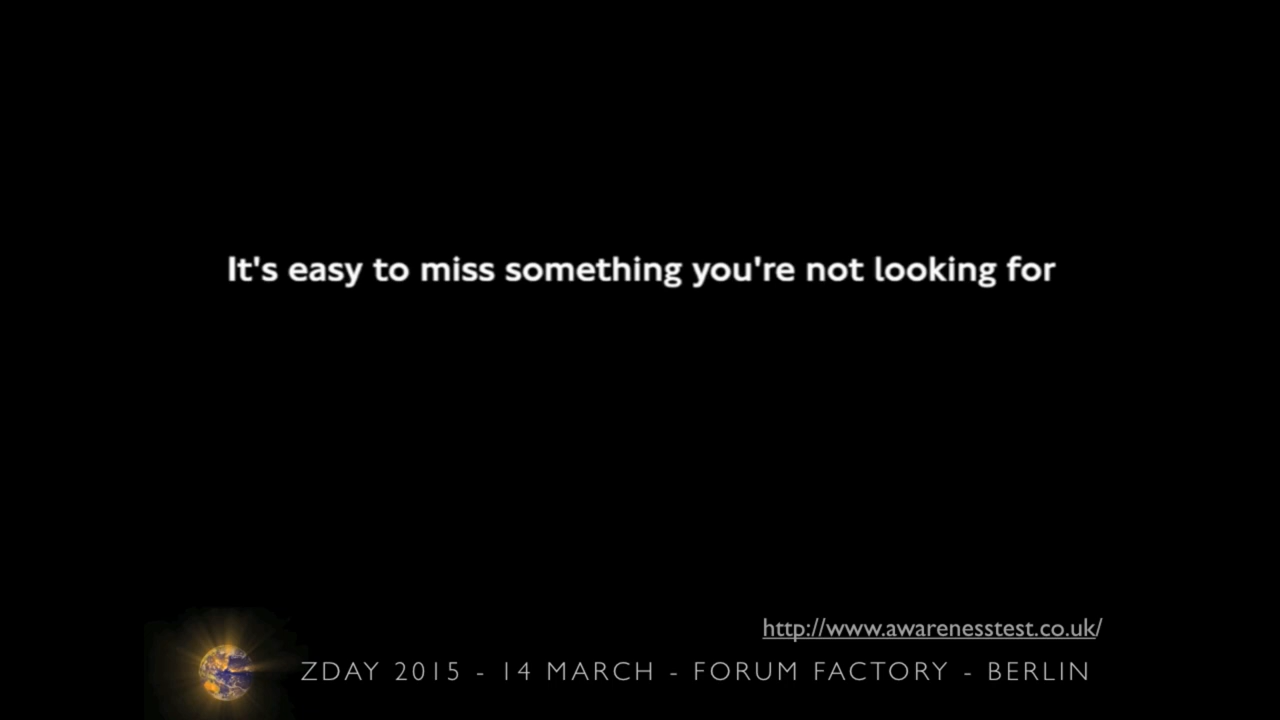 It's easy to miss something you're not looking for
http://www.awarenesstest.co.uk/
ZDAY 2015 - 14 MARCH - FORUM FACTORY - BERLIN